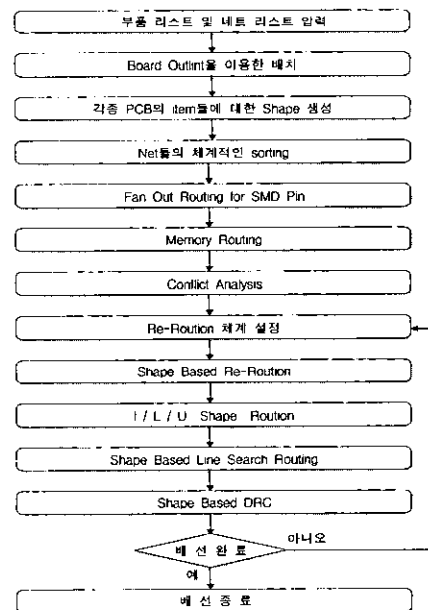 부품 리스트 및 네트 리스트 입력
Board Outlint을 이용한 배치
각종 PCB의 item들에 대한 Shape 생성
Net들의 체계적인 sorting
Fan Out Routing for SMD Pin
Memory Routing
Conflict Analysis
Re-Roution 체계 설정
Shape Based Re-Roution
I / L / U Shape Roution
Shape Based Line Search Routing
Shape Based DRC
배 선 완 료
아니오
예
배 선 종 료